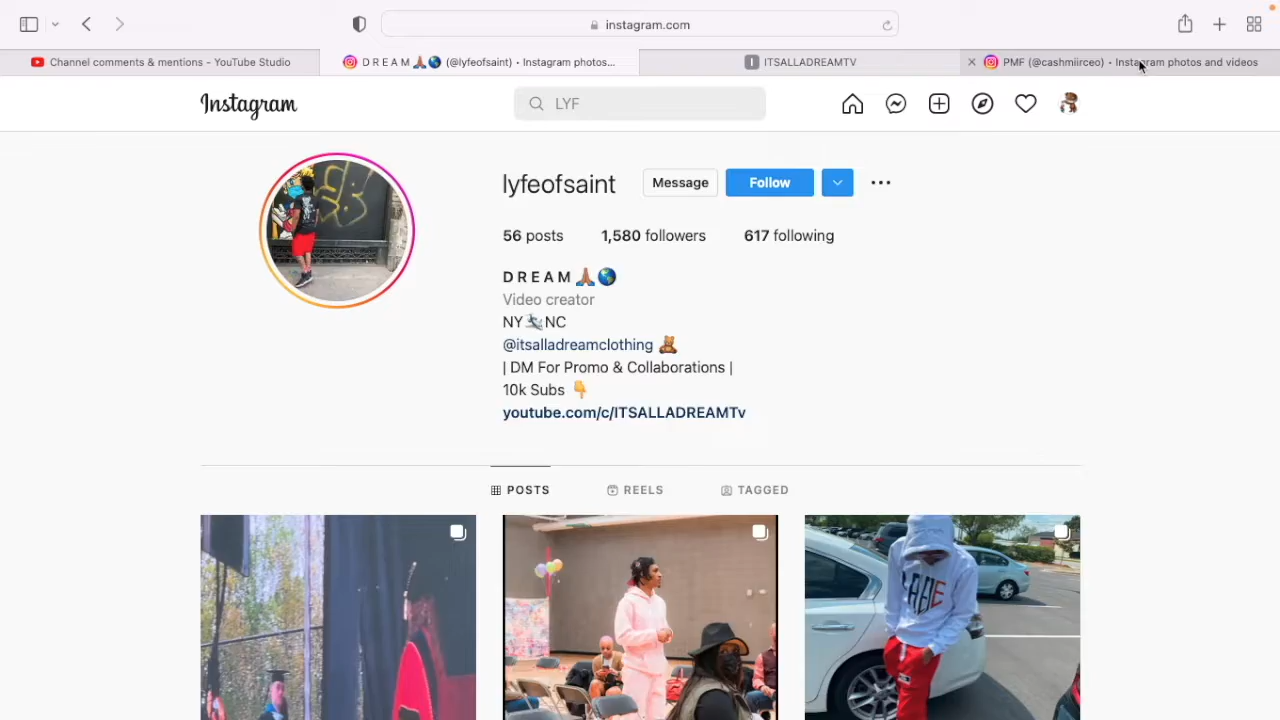 instagram.com
Channel comments & mentions - YouTube Studio
D R E A M 🙏🏽🌎 (@lyfeofsaint) • Instagram photos...
I ITSALLADREAMTV
PMF (@cashmiirceo) • Instagram photos and videos
Instagram
LYF
lyfeofsaint Message Follow
56 posts 1,580 followers 617 following
D R E A M 🙏🏽🌎
Video creator
NY🛬NC
@itsalladreamclothing 🧸
| DM For Promo & Collaborations |
10k Subs 👇
youtube.com/c/ITSALLADREAMTv
POSTS REELS TAGGED